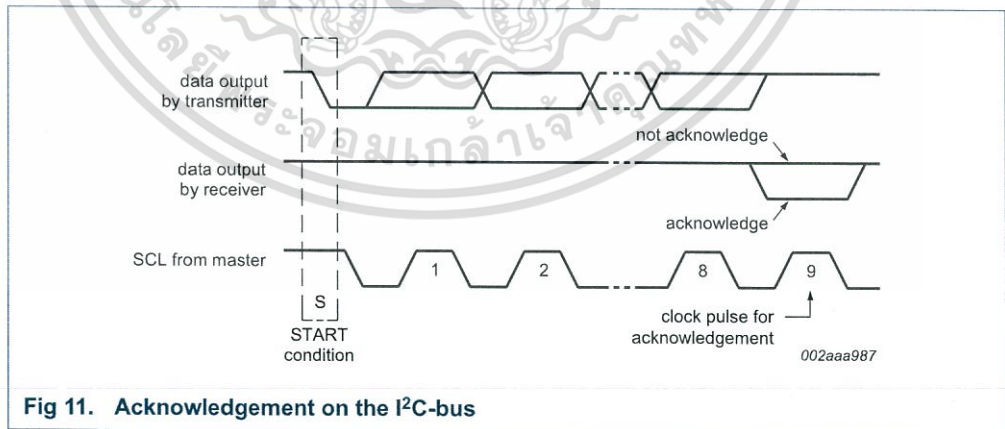 data output
by transmitter
not acknowledge
data output
by receiver
acknowledge
SCL from master
1
2
8
9
S
START
condition
clock pulse for
acknowledgement
002aaa987
Fig 11. Acknowledgement on the I²C-bus